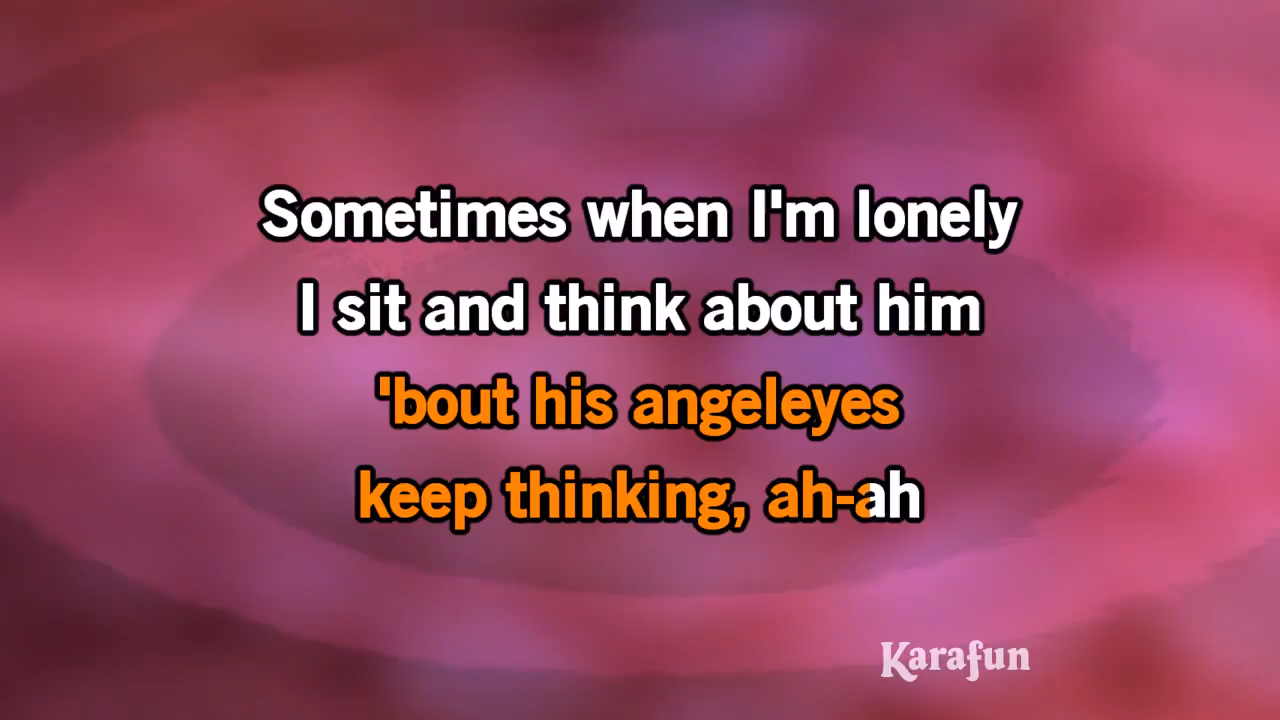 Sometimes when I'm lonely
I sit and think about him
'bout his angeleyes
keep thinking, ah-ah
Karafun